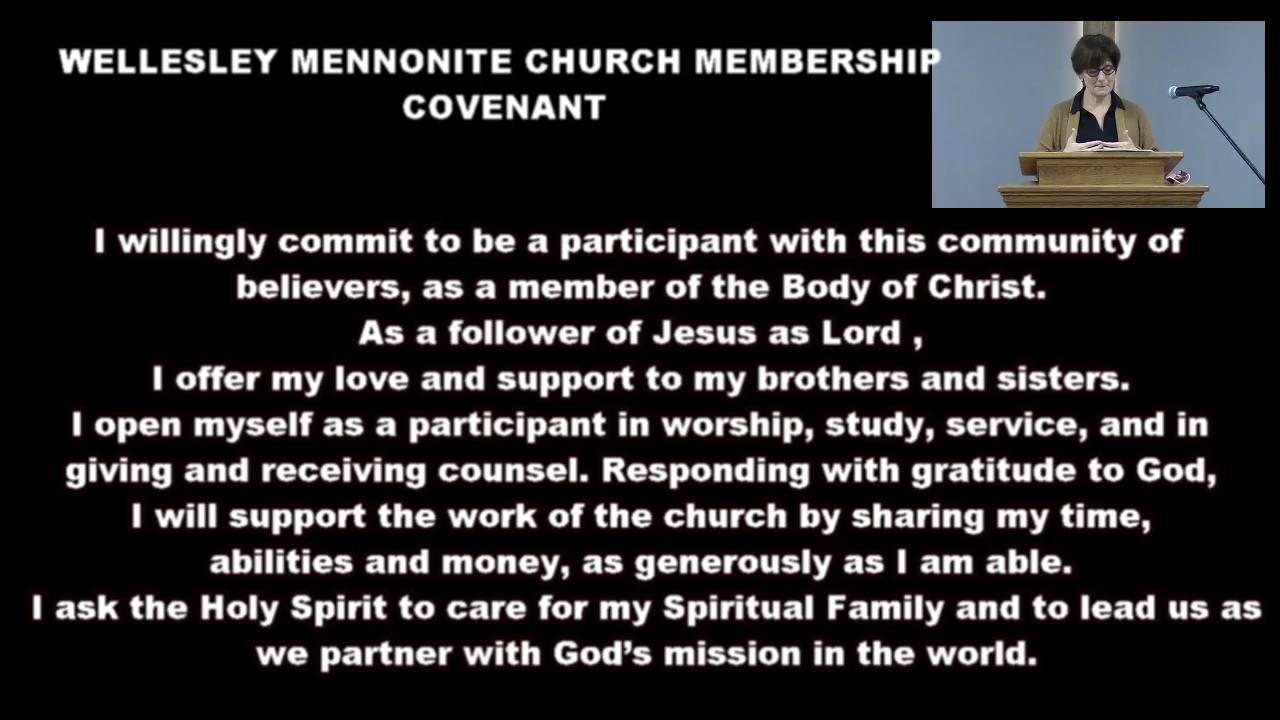 WELLESLEY MENNONITE CHURCH MEMBERSHIP
COVENANT
I willingly commit to be a participant with this community of
believers, as a member of the Body of Christ.
As a follower of Jesus as Lord ,
I offer my love and support to my brothers and sisters.
I open myself as a participant in worship, study, service, and in
giving and receiving counsel. Responding with gratitude to God,
I will support the work of the church by sharing my time,
abilities and money, as generously as I am able.
I ask the Holy Spirit to care for my Spiritual Family and to lead us as
we partner with God’s mission in the world.